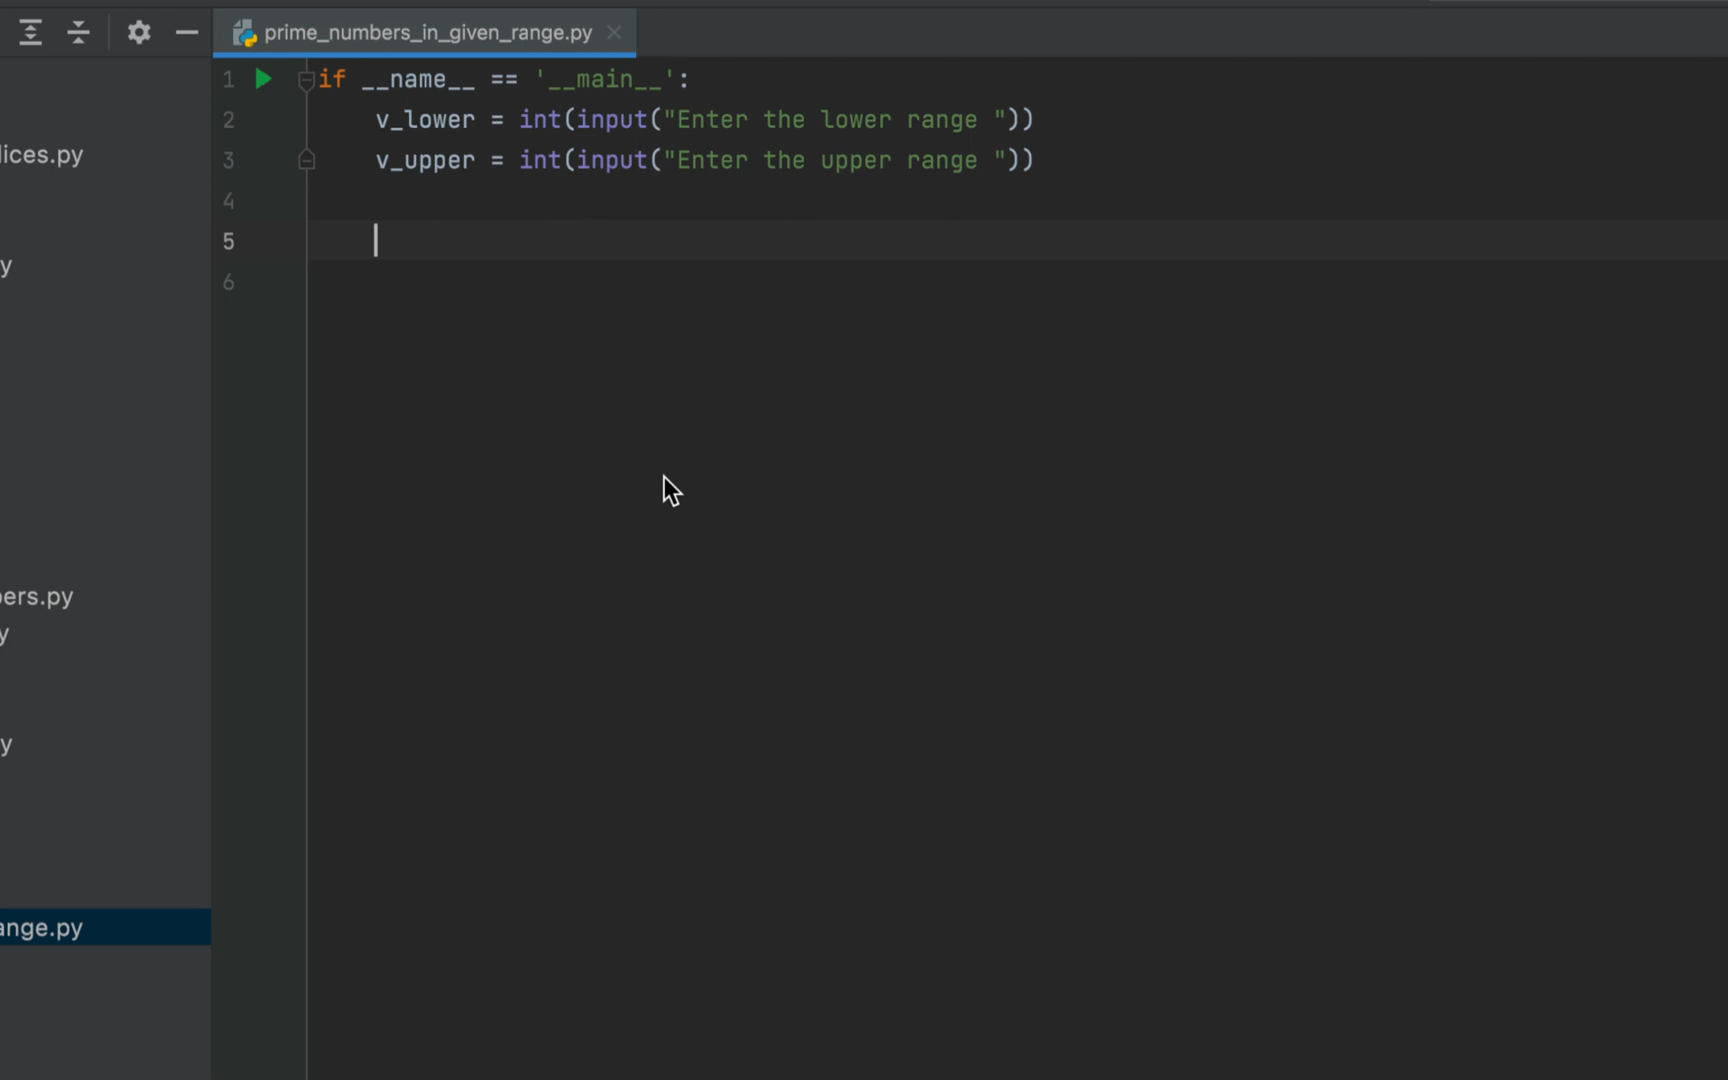 prime_numbers_in_given_range.py
1 if __name__ == '__main__':
2 v_lower = int(input("Enter the lower range "))
3 v_upper = int(input("Enter the upper range "))
4
5
6
lices.py
y
bers.py
y
y
ange.py